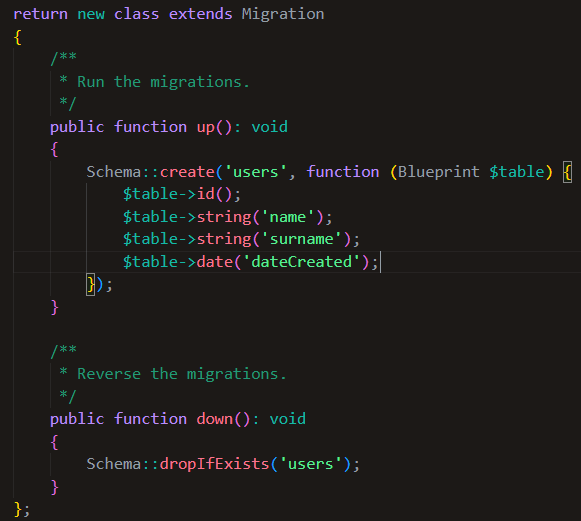 return new class extends Migration
{
    /**
     * Run the migrations.
     */
    public function up(): void
    {
        Schema::create('users', function (Blueprint $table) {
            $table->id();
            $table->string('name');
            $table->string('surname');
            $table->date('dateCreated');
        });
    }

    /**
     * Reverse the migrations.
     */
    public function down(): void
    {
        Schema::dropIfExists('users');
    }
};